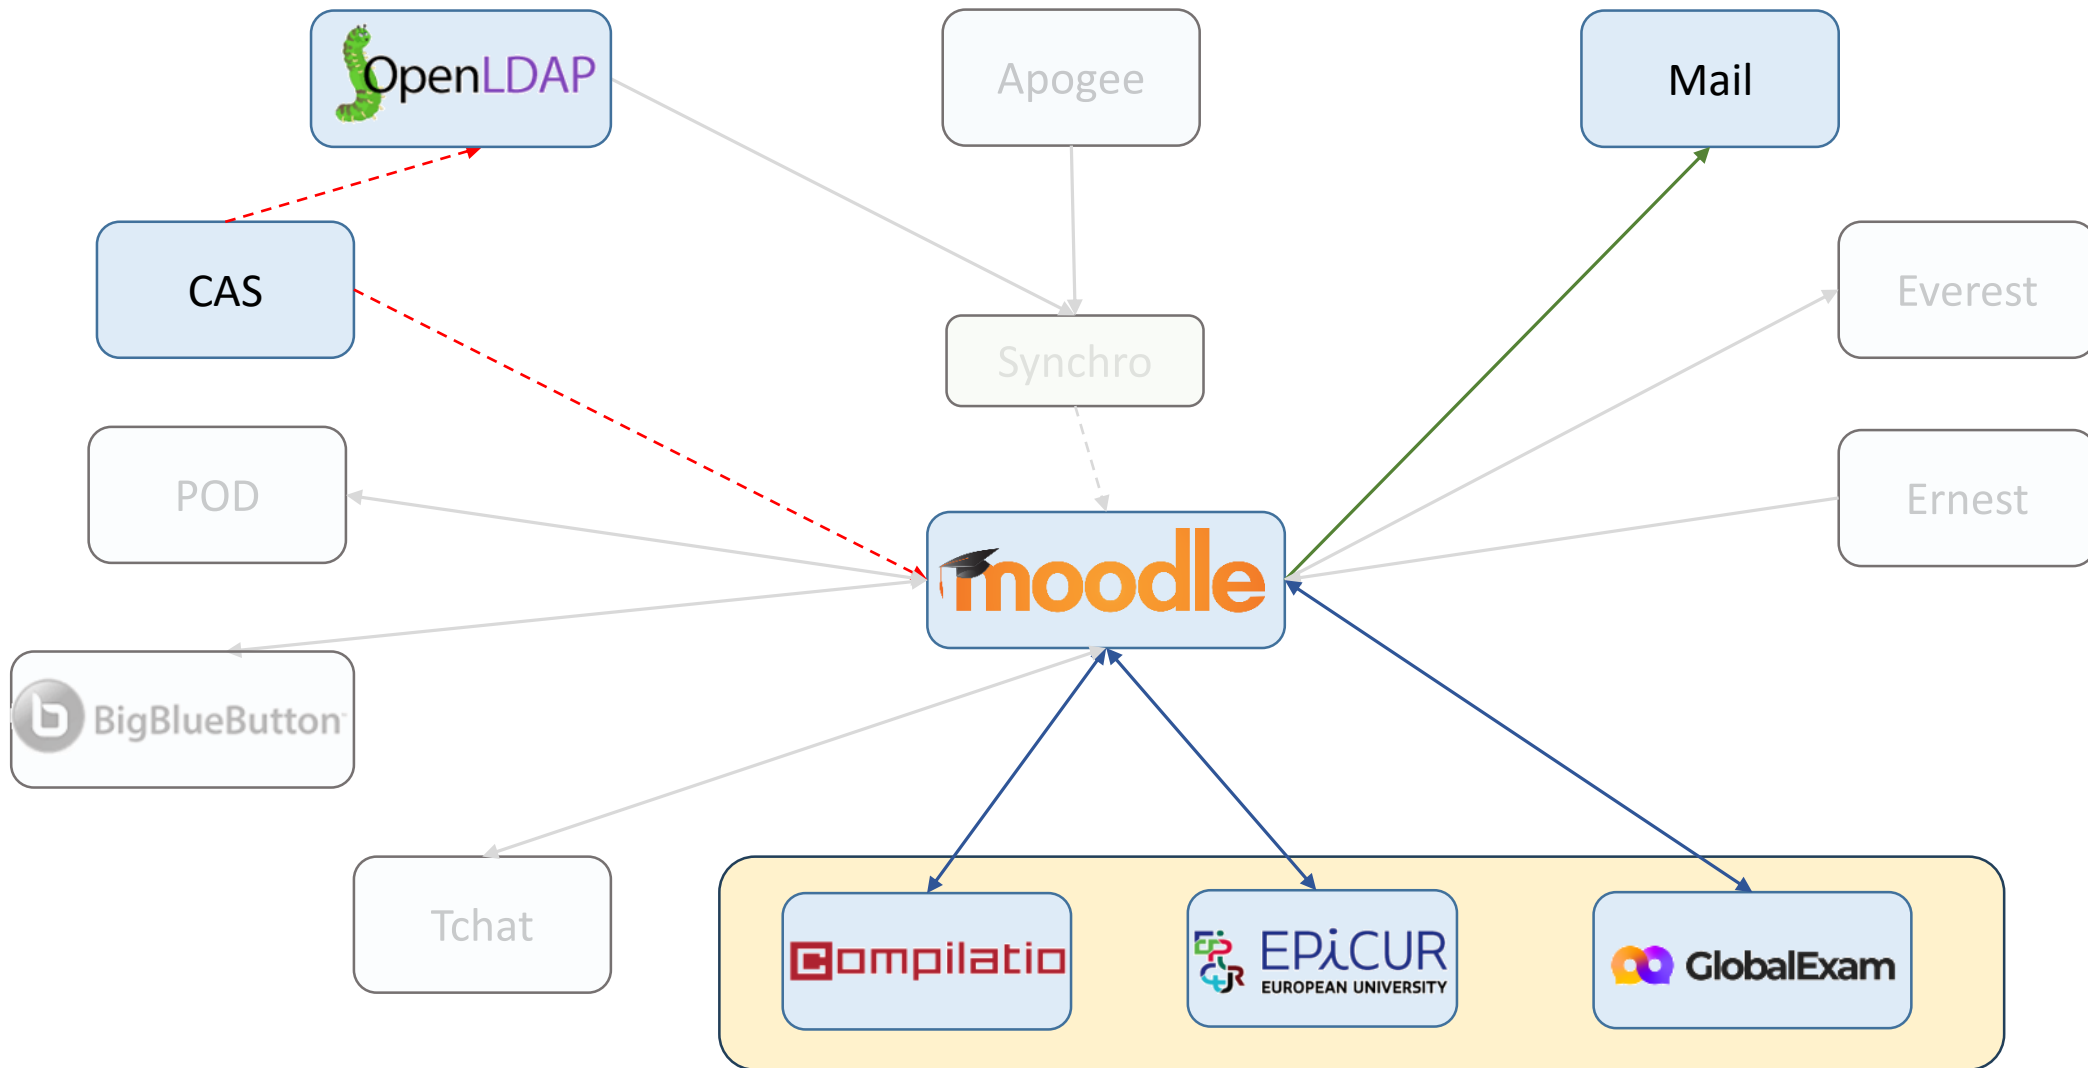 OpenLDAP
Apogee
Mail
CAS
Everest
Synchro
POD
Ernest
moodle
BigBlueButton
Tchat
Compilatio
EPiCUR
EUROPEAN UNIVERSITY
GlobalExam